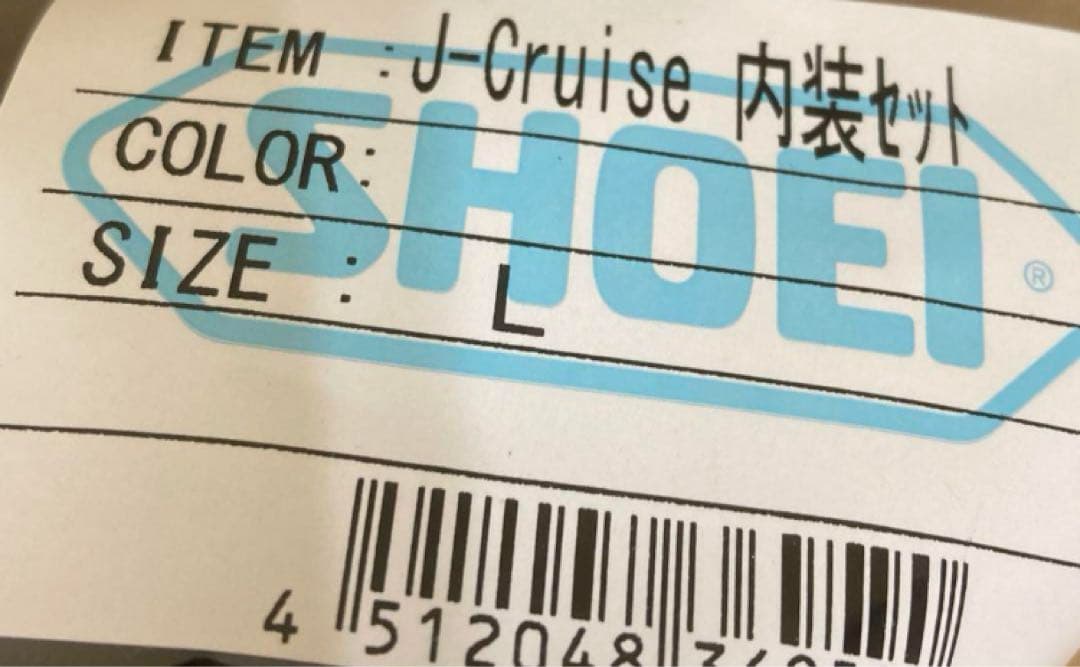 ITEM :J-Cruise 内装ｾｯﾄ
COLOR:
SIZE : L
SHOEI ®
4 512048